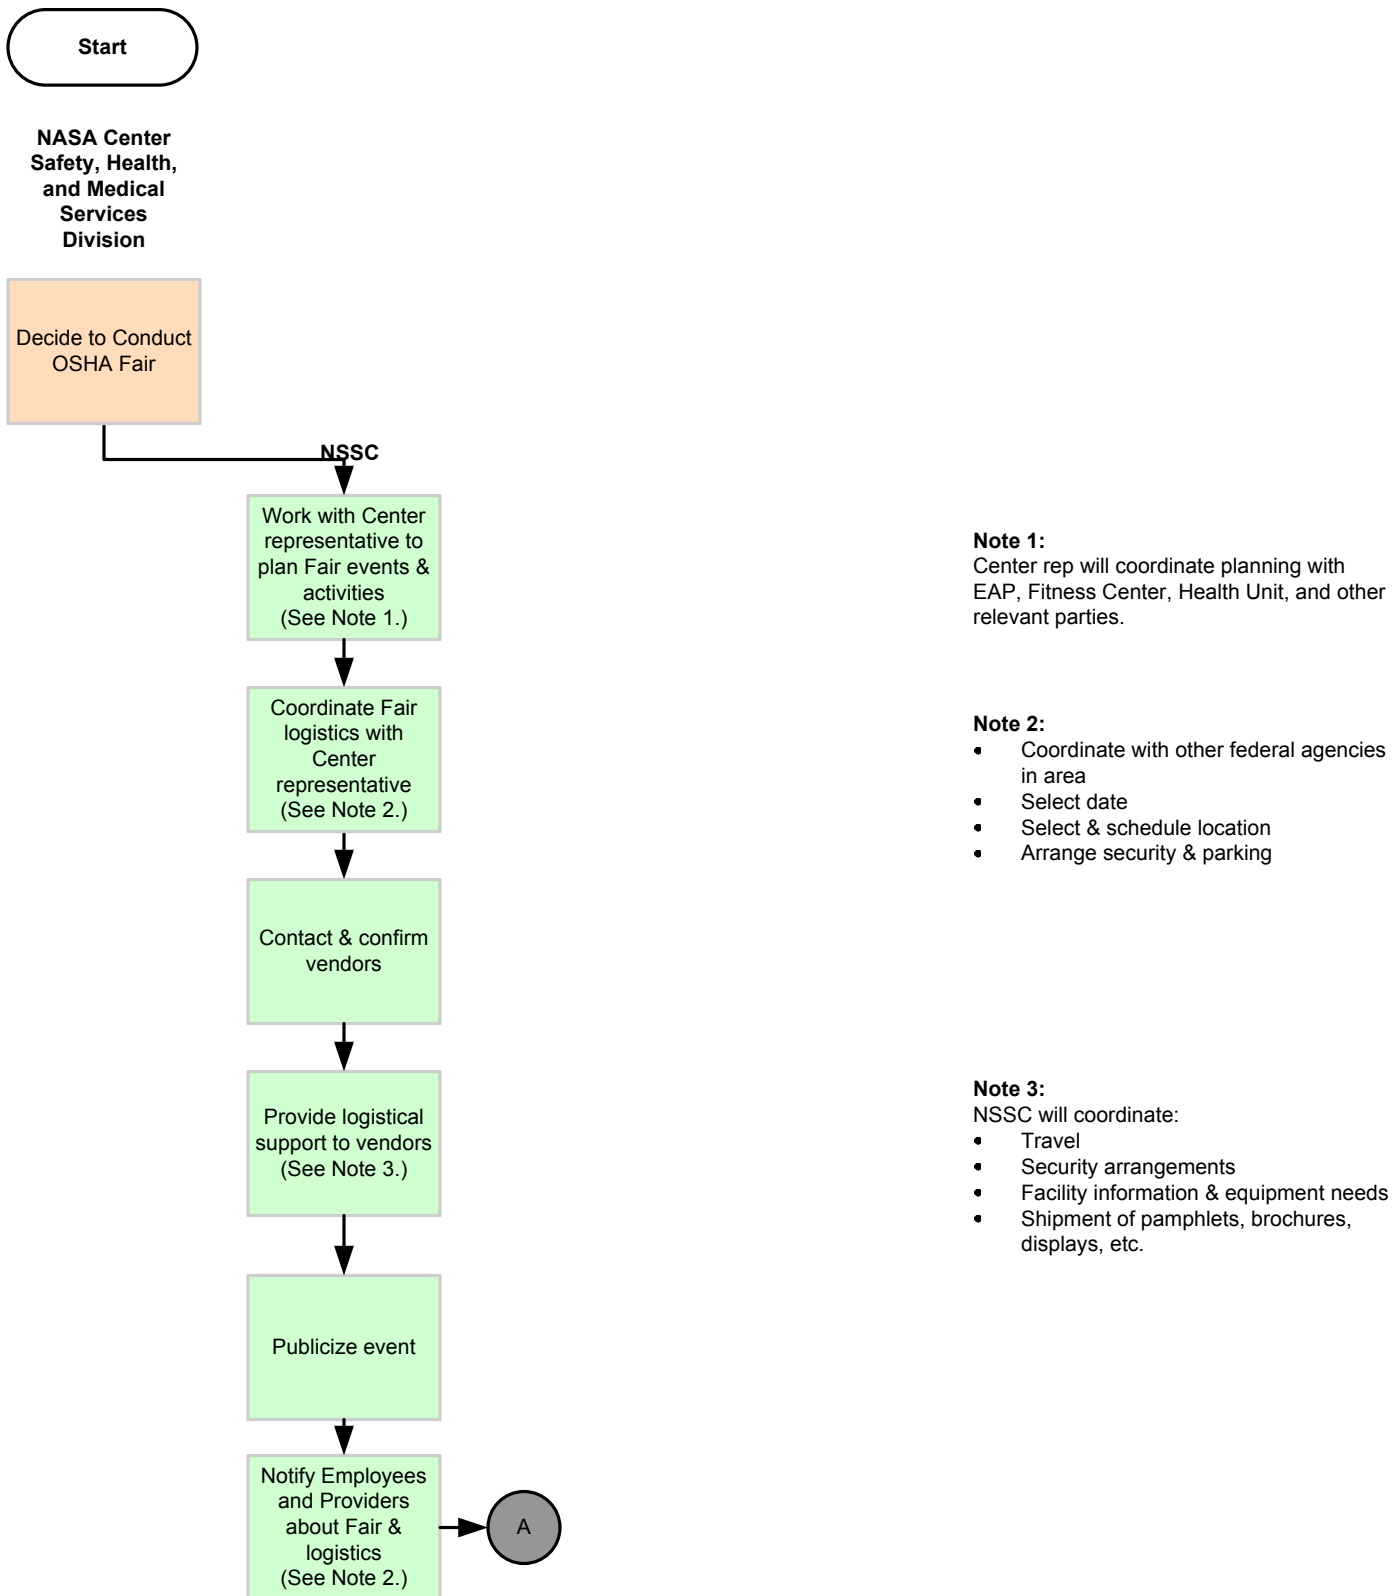 Start
NASA Center
Safety, Health,
and Medical
Services
Division
Decide to Conduct
OSHA Fair
NSSC
Work with Center
representative to
plan Fair events &
activities
(See Note 1.)
Note 1:
Center rep will coordinate planning with
EAP, Fitness Center, Health Unit, and other
relevant parties.
Coordinate Fair
logistics with
Center
representative
(See Note 2.)
Note 2:
• Coordinate with other federal agencies
in area
• Select date
• Select & schedule location
• Arrange security & parking
Contact & confirm
vendors
Provide logistical
support to vendors
(See Note 3.)
Note 3:
NSSC will coordinate:
• Travel
• Security arrangements
• Facility information & equipment needs
• Shipment of pamphlets, brochures,
displays, etc.
Publicize event
Notify Employees
and Providers
about Fair &
logistics
(See Note 2.)
A